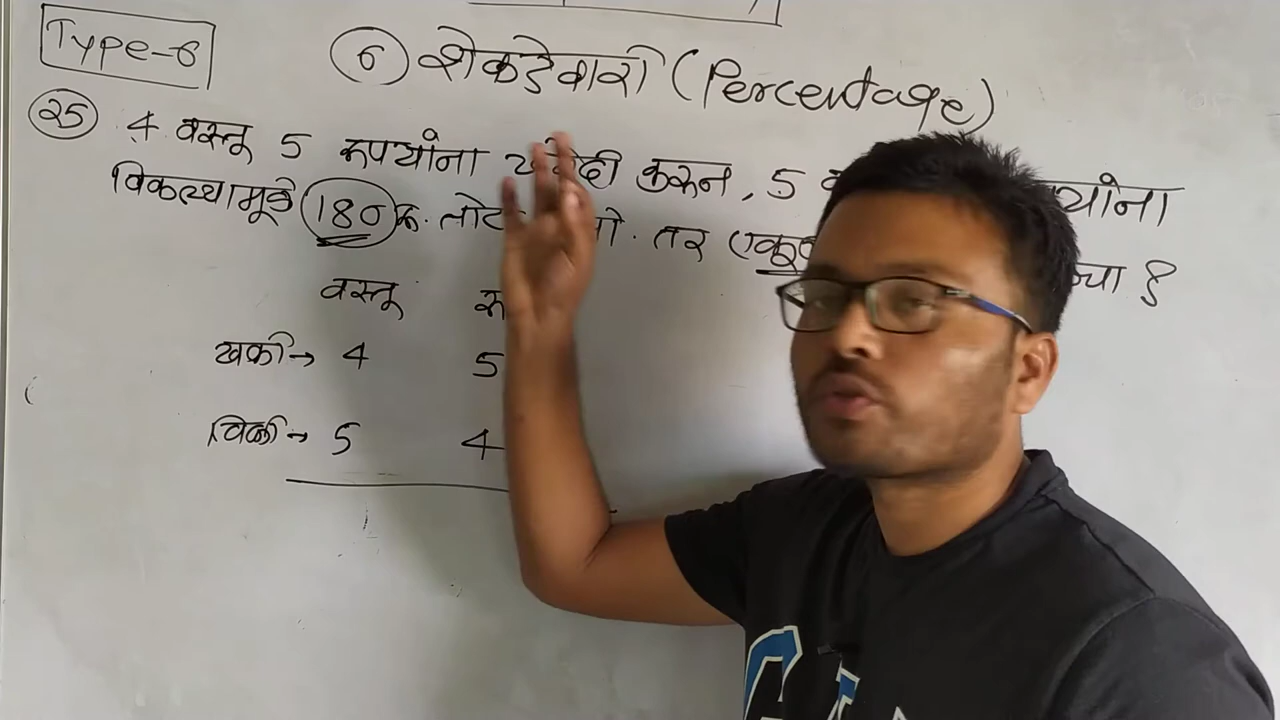 Type-6
6 शेकडेवारी (Percentage)
25 4 वस्तू 5 रुपयांना खरेदी करून, 5
विकल्यामूळे 180 रू. तर
वस्तू रू
खकी→ 4 5
विकी→ 5 4